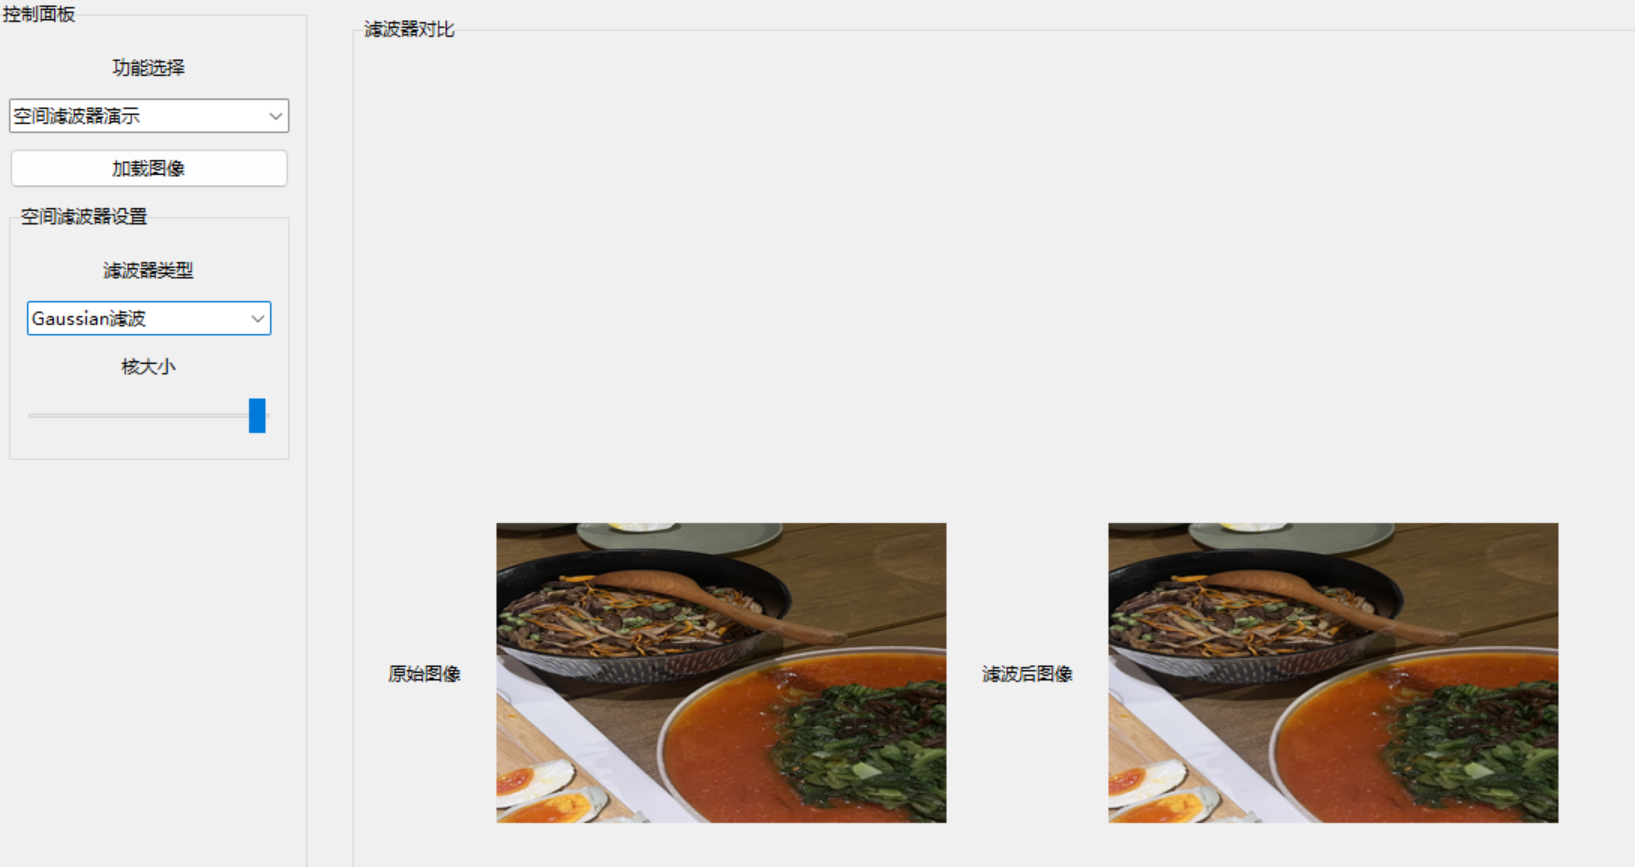 控制面板
功能选择
空间滤波器演示
加载图像
空间滤波器设置
滤波器类型
Gaussian滤波
核大小
滤波器对比
原始图像
滤波后图像